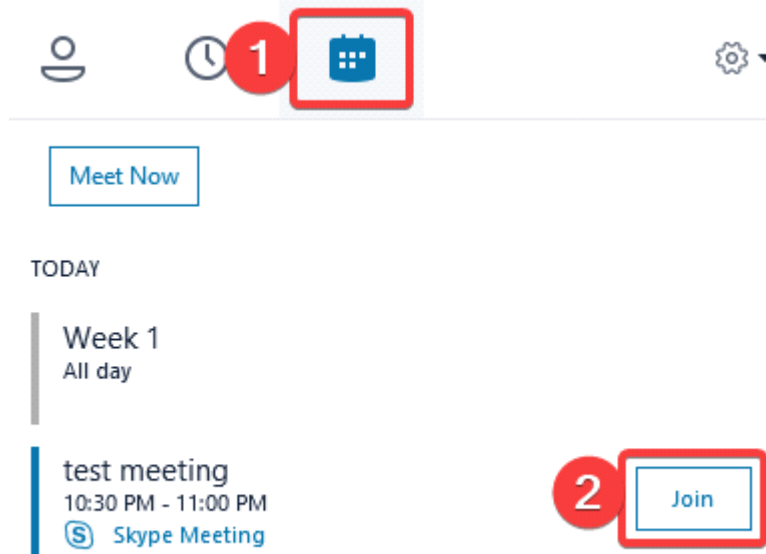 1
Meet Now
TODAY
Week 1
All day
test meeting
10:30 PM - 11:00 PM
2
Join
S Skype Meeting